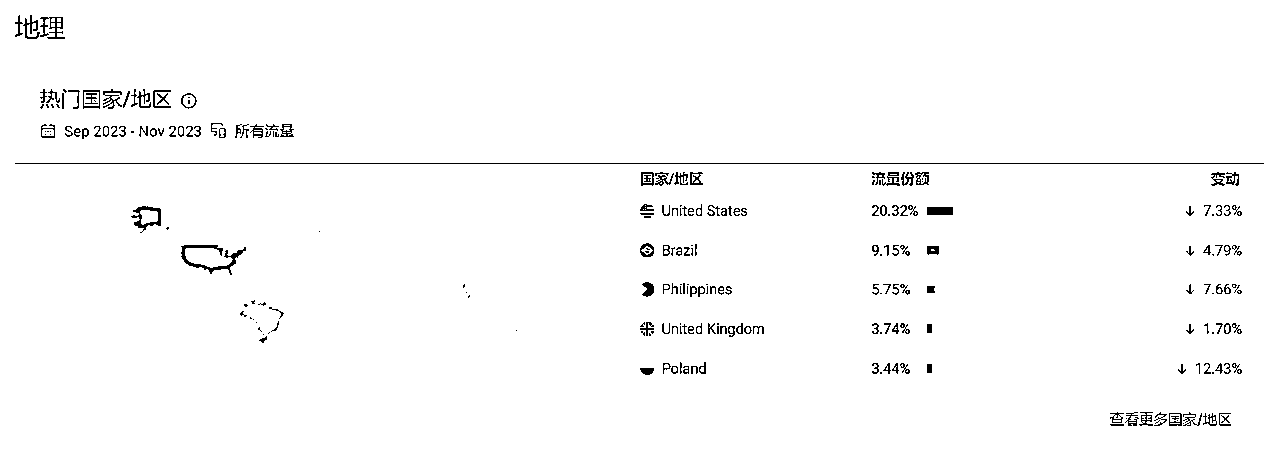 地理
热门国家/地区
Sep 2023 - Nov 2023 所有流量
国家/地区 流量份额 变动
United States 20.32% ↓ 7.33%
Brazil 9.15% ↓ 4.79%
Philippines 5.75% ↓ 7.66%
United Kingdom 3.74% ↓ 1.70%
Poland 3.44% ↓ 12.43%
查看更多国家/地区